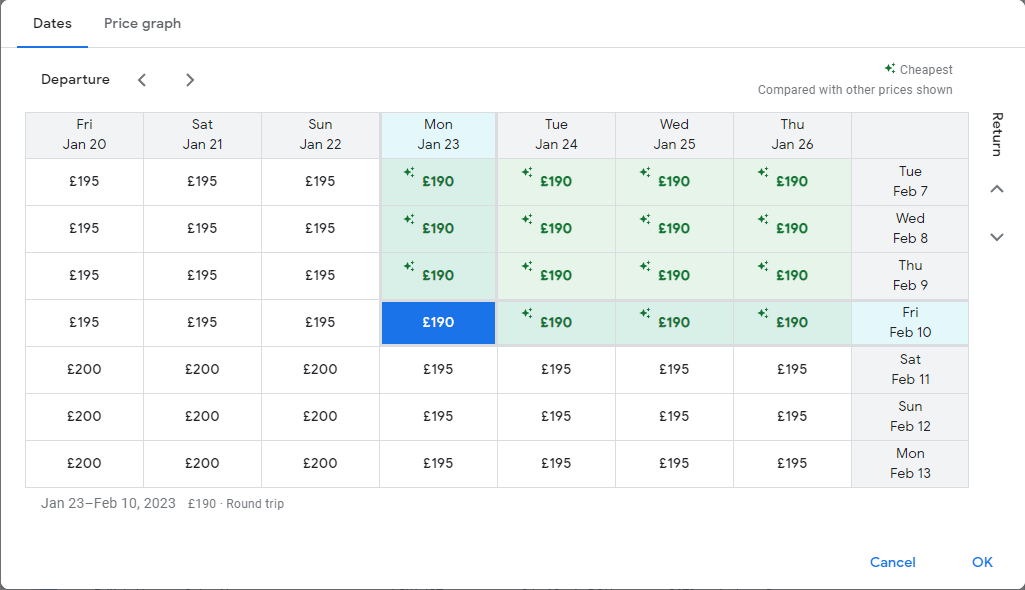 Dates Price graph
Departure
Cheapest
Compared with other prices shown
Fri Sat Sun Mon Tue Wed Thu
Jan 20 Jan 21 Jan 22 Jan 23 Jan 24 Jan 25 Jan 26
Return
£195 £195 £195 £190 £190 £190 £190 Tue
Feb 7
£195 £195 £195 £190 £190 £190 £190 Wed
Feb 8
£195 £195 £195 £190 £190 £190 £190 Thu
Feb 9
£195 £195 £195 £190 £190 £190 £190 Fri
Feb 10
£200 £200 £200 £195 £195 £195 £195 Sat
Feb 11
£200 £200 £200 £195 £195 £195 £195 Sun
Feb 12
£200 £200 £200 £195 £195 £195 £195 Mon
Feb 13
Jan 23–Feb 10, 2023 £190 · Round trip
Cancel OK